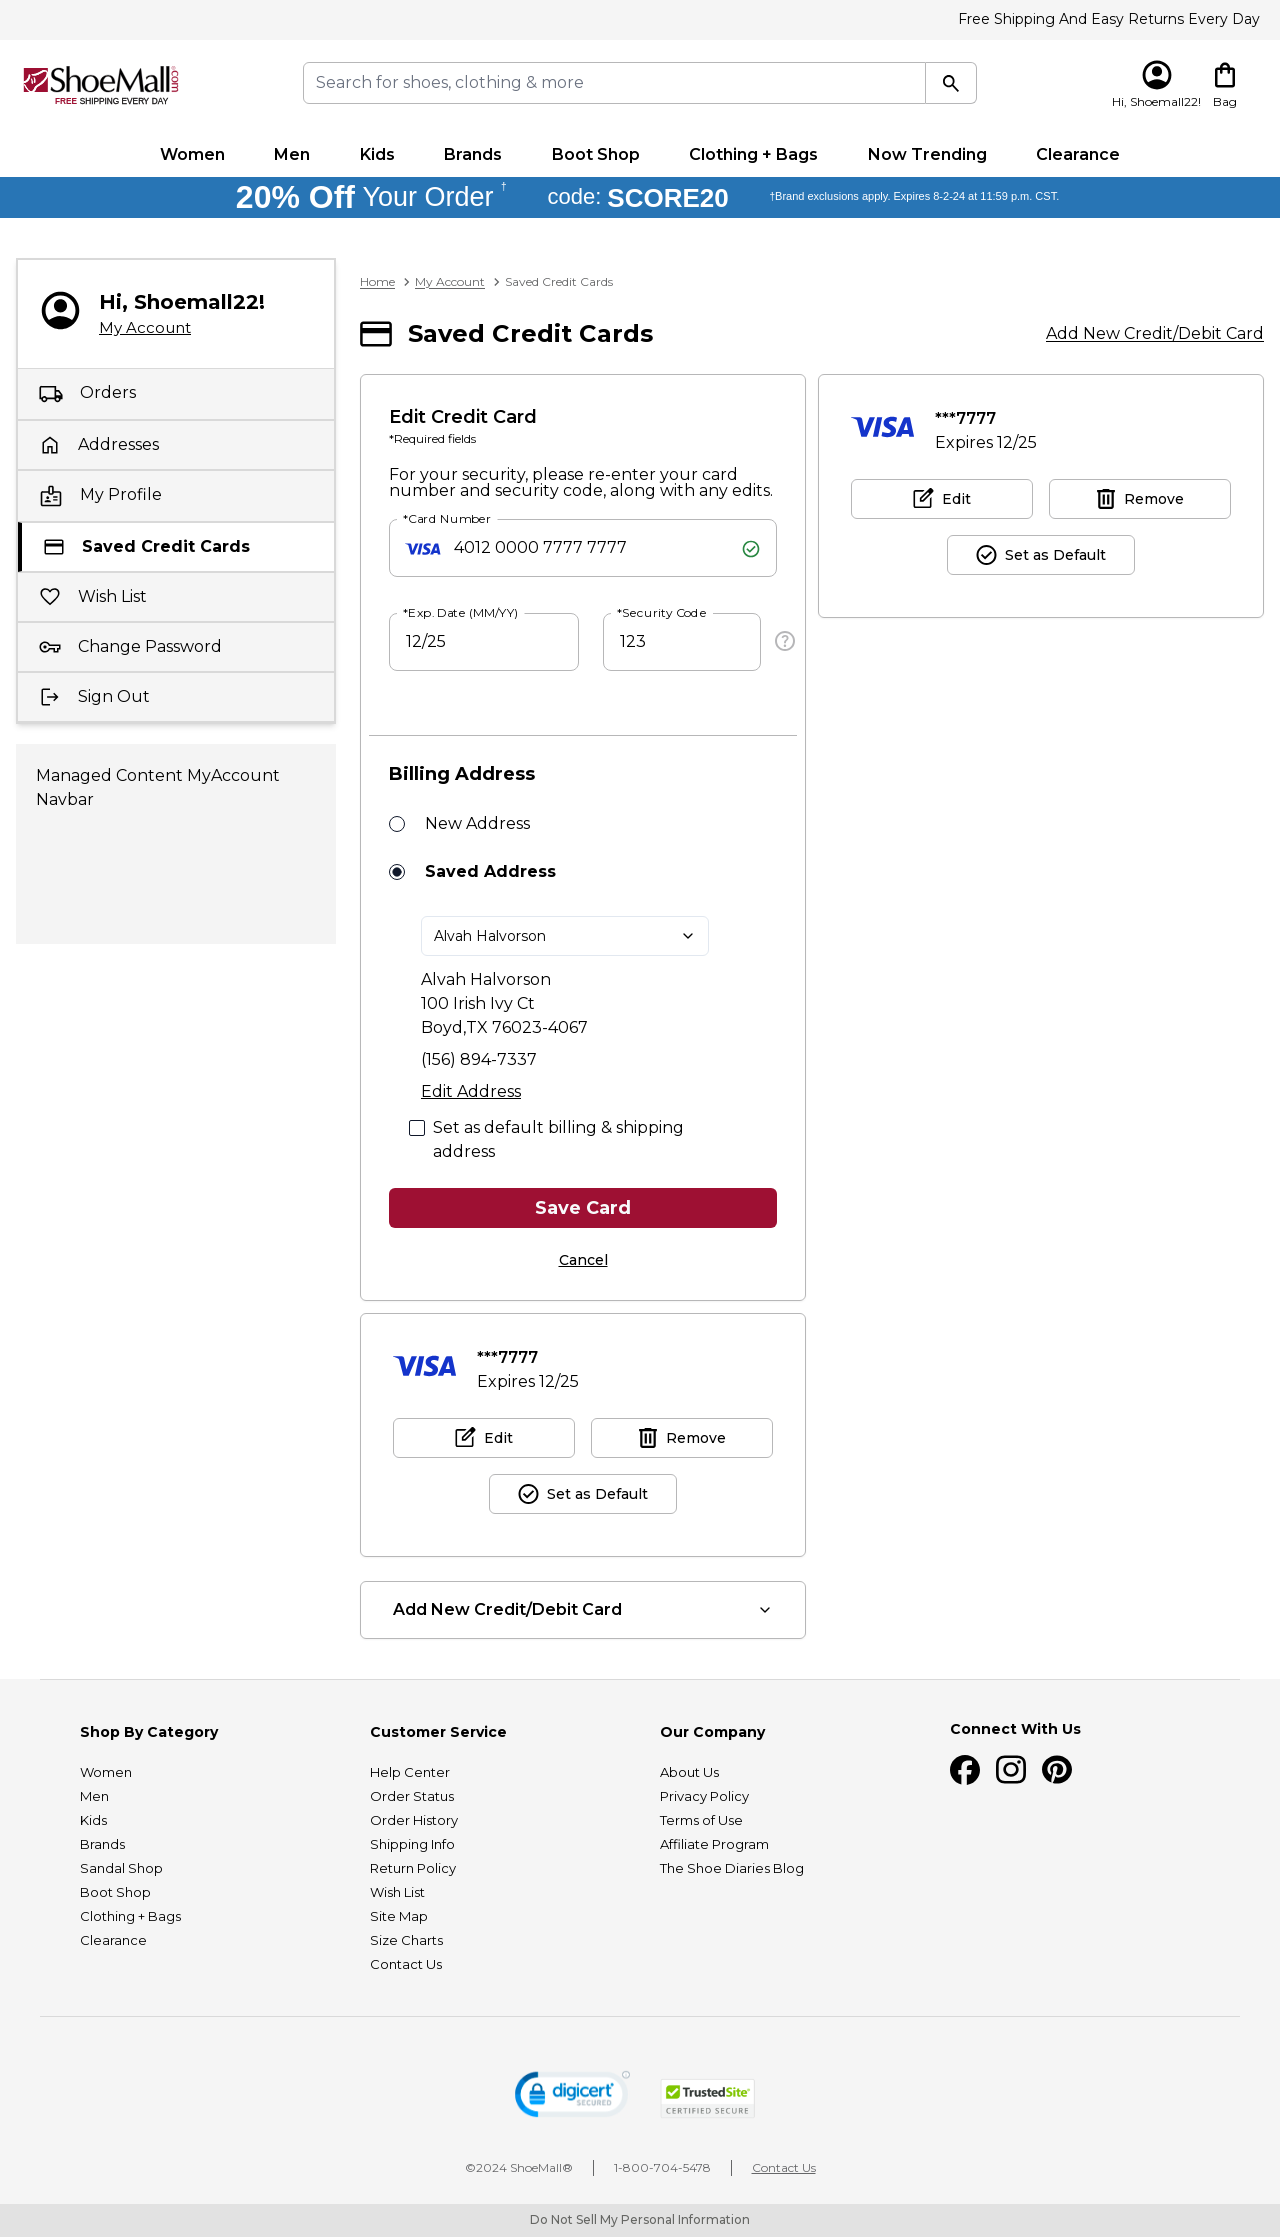 Free Shipping And Easy Returns Every Day
ShoeMall.com
FREE SHIPPING EVERY DAY
Search for shoes, clothing & more
Hi, Shoemall22!
Bag
Women Men Kids Brands Boot Shop Clothing + Bags Now Trending Clearance
20% Off Your Order † code: SCORE20 †Brand exclusions apply. Expires 8-2-24 at 11:59 p.m. CST.
Hi, Shoemall22!
My Account
Orders
Addresses
My Profile
Saved Credit Cards
Wish List
Change Password
Sign Out
Managed Content MyAccount
Navbar
Home > My Account > Saved Credit Cards
Saved Credit Cards
Add New Credit/Debit Card
Edit Credit Card
*Required fields
For your security, please re-enter your card
number and security code, along with any edits.
*Card Number
VISA 4012 0000 7777 7777
*Exp. Date (MM/YY)
12/25
*Security Code
123
?
Billing Address
New Address
Saved Address
Alvah Halvorson
Alvah Halvorson
100 Irish Ivy Ct
Boyd,TX 76023-4067
(156) 894-7337
Edit Address
Set as default billing & shipping
address
Save Card
Cancel
VISA ***7777
Expires 12/25
Edit
Remove
Set as Default
VISA ***7777
Expires 12/25
Edit
Remove
Set as Default
Add New Credit/Debit Card
Shop By Category
Women
Men
Kids
Brands
Sandal Shop
Boot Shop
Clothing + Bags
Clearance
Customer Service
Help Center
Order Status
Order History
Shipping Info
Return Policy
Wish List
Site Map
Size Charts
Contact Us
Our Company
About Us
Privacy Policy
Terms of Use
Affiliate Program
The Shoe Diaries Blog
Connect With Us
digicert
SECURED
TrustedSite
CERTIFIED SECURE
©2024 ShoeMall®
1-800-704-5478
Contact Us
Do Not Sell My Personal Information